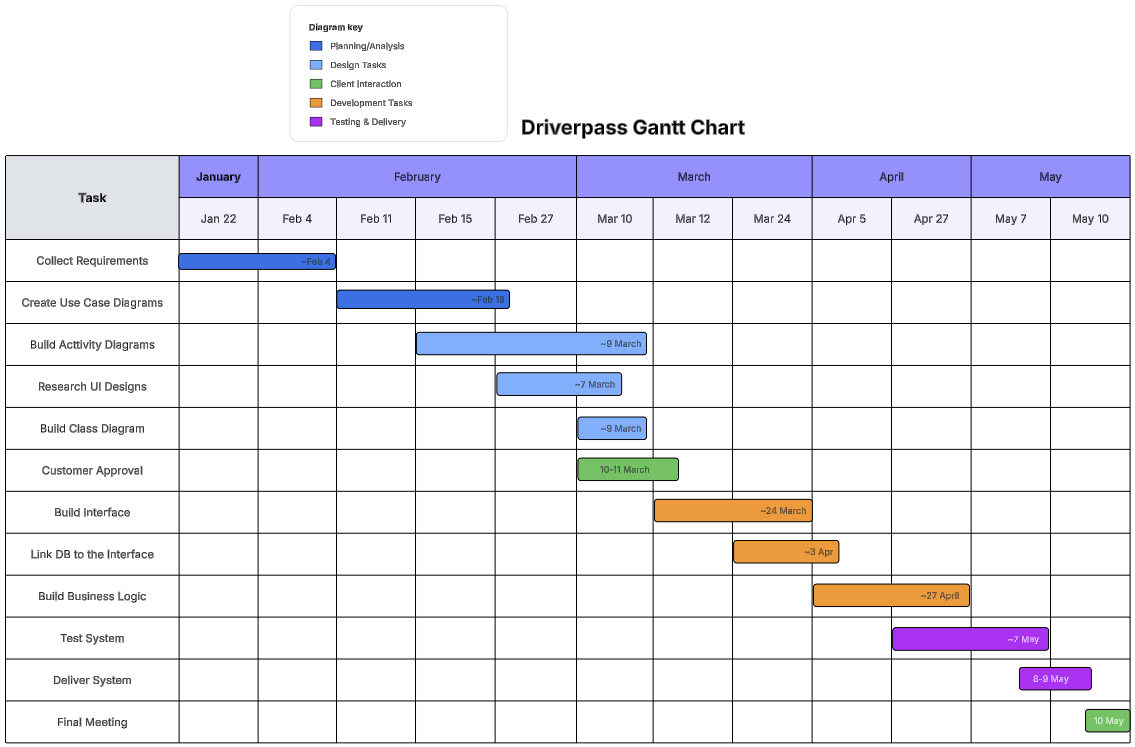 Diagram key
Planning/Analysis
Design Tasks
Client Interaction
Development Tasks
Testing & Delivery
Driverpass Gantt Chart
Task
January February March April May
Jan 22 Feb 4 Feb 11 Feb 15 Feb 27 Mar 10 Mar 12 Mar 24 Apr 5 Apr 27 May 7 May 10
Collect Requirements ~Feb 4
Create Use Case Diagrams ~Feb 18
Build Acttivity Diagrams ~9 March
Research UI Designs ~7 March
Build Class Diagram ~9 March
Customer Approval 10-11 March
Build Interface ~24 March
Link DB to the Interface ~3 Apr
Build Business Logic ~27 April
Test System ~7 May
Deliver System 8-9 May
Final Meeting 10 May